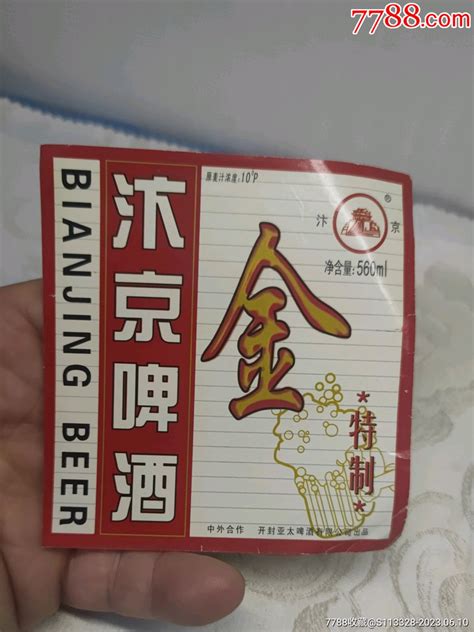 7788.com
BIANJING BEER
汴京啤酒
原麦汁浓度:10°P
汴 京
®
净含量:560ml
金
*特制*
中外合作 开封亚太啤酒有限公司出品
7788收藏@S113328-2023.06.10